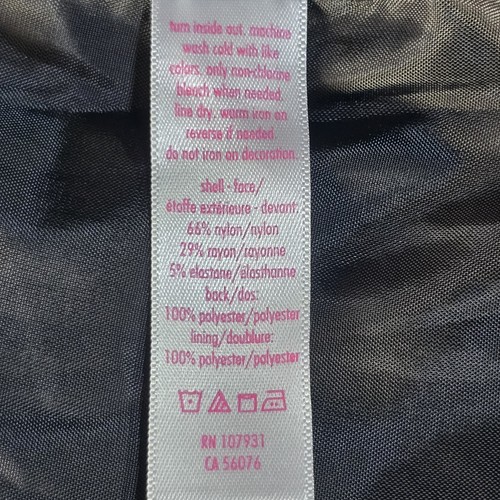 turn inside out. machine
wash cold with like
colors. only non-chlorine
bleach when needed.
line dry. warm iron on
reverse if needed.
do not iron on decoration.
shell - face/
étoffe extérieure - devant:
66% nylon/nylon
29% rayon/rayonne
5% elastane/élasthanne
back/dos:
100% polyester/polyester
lining/doublure:
100% polyester/polyester
RN 107931
CA 56076